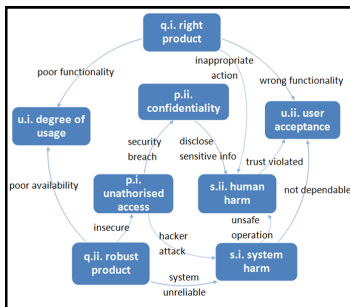 q.i. right
product
inappropriate
action
poor functionality
wrong functionality
p.ii.
confidentiality
u.i. degree of
usage
u.ii. user
acceptance
security
breach
disclose
sensitive info
trust violated
poor availability
p.i.
unathorised
access
s.ii. human
harm
not dependable
insecure
hacker
attack
unsafe
operation
q.ii. robust
product
system
unreliable
s.i. system
harm